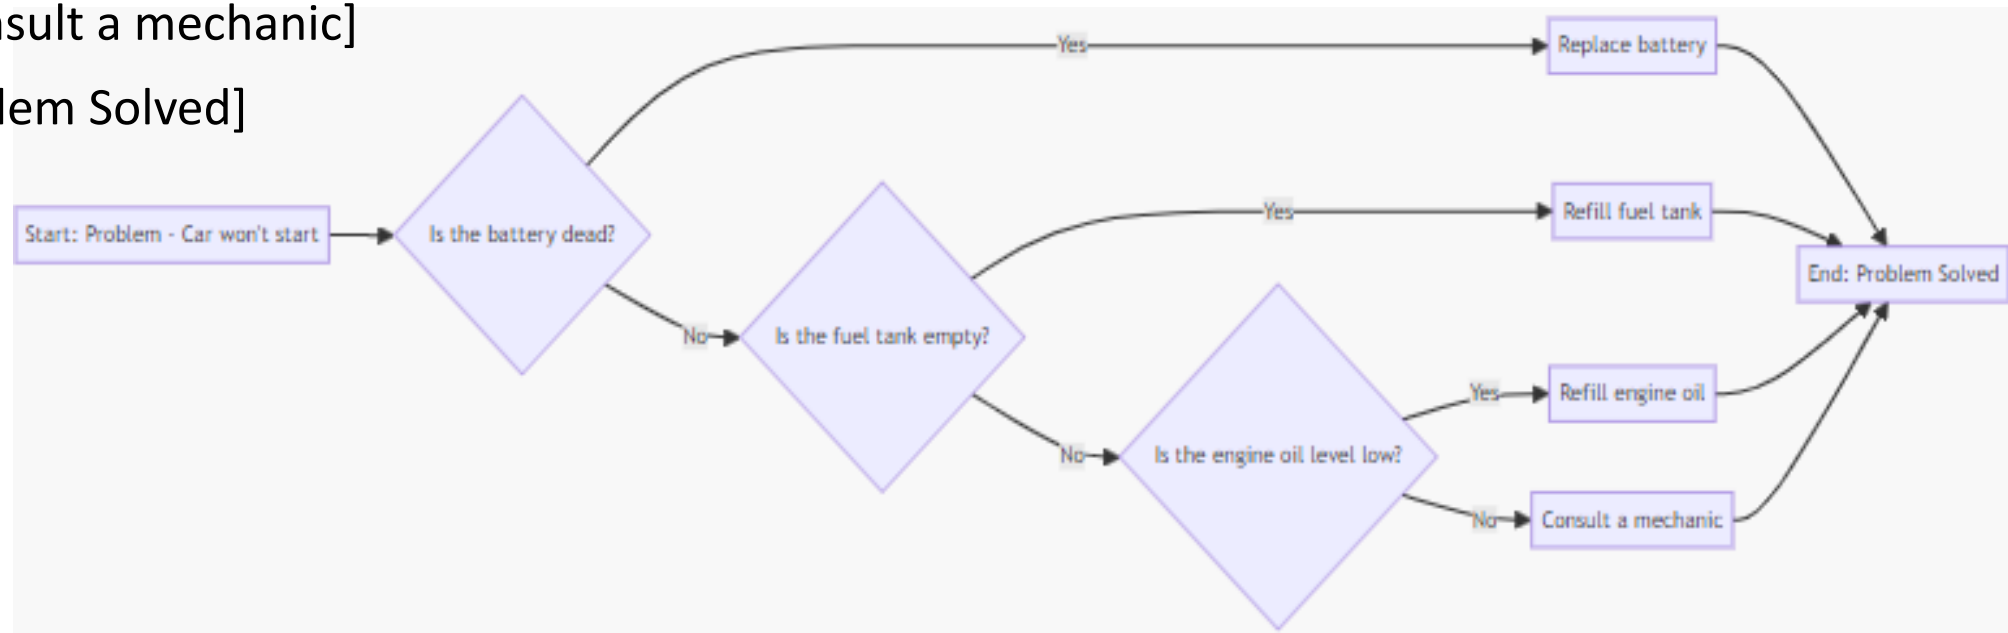 nsult a mechanic]
lem Solved]
Yes
Replace battery
Yes
Refill fuel tank
Start: Problem - Car won't start
Is the battery dead?
End: Problem Solved
No
Is the fuel tank empty?
Yes
Refill engine oil
No
Is the engine oil level low?
No
Consult a mechanic